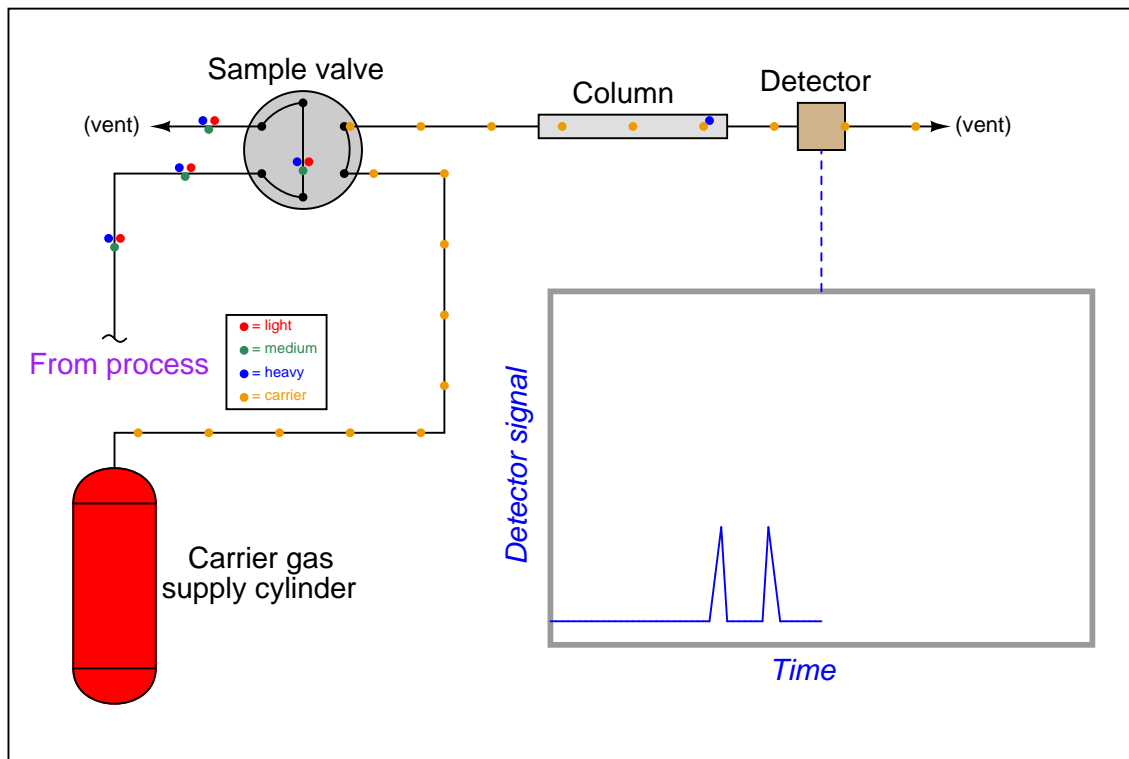 Sample valve
Column
Detector
(vent)
(vent)
From process
= light
= medium
= heavy
= carrier
Carrier gas
supply cylinder
Detector signal
Time